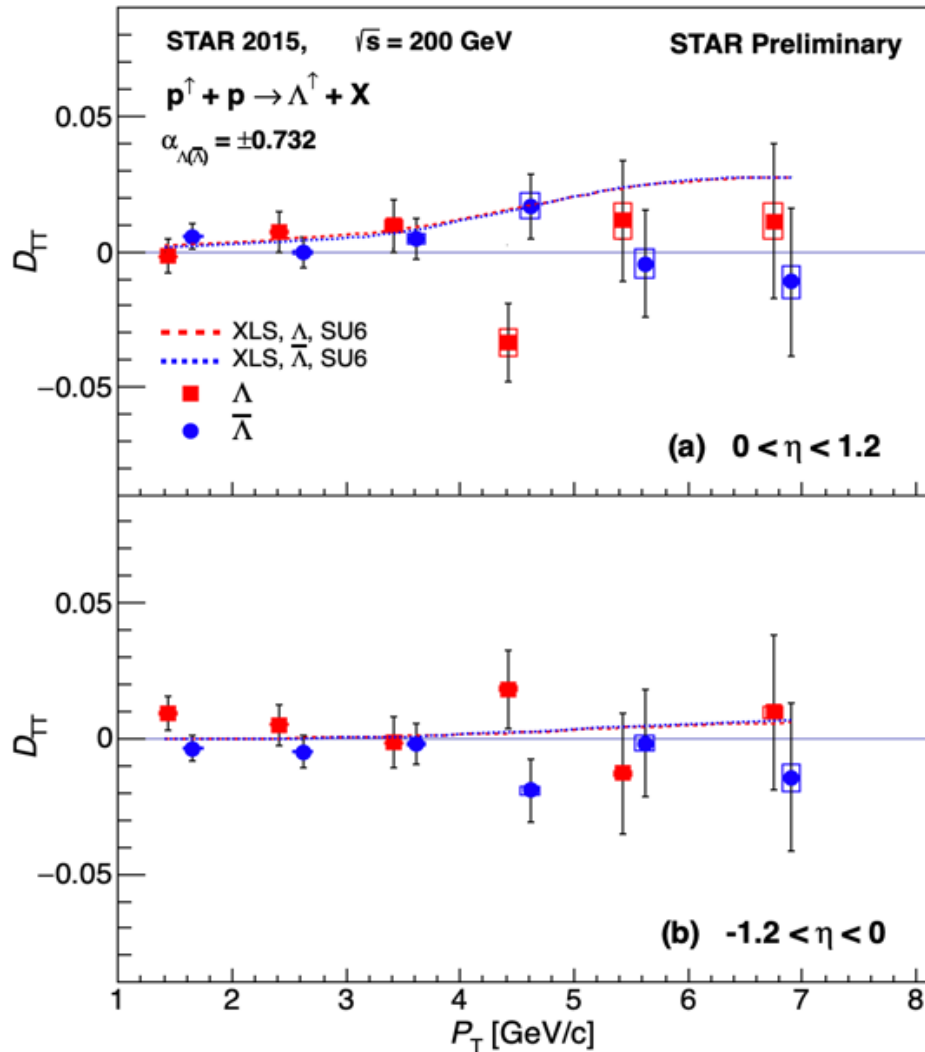 STAR 2015, √s = 200 GeV STAR Preliminary
p↑ + p → Λ↑ + X
α_Λ(Λ̅) = ±0.732
0.05
0
−0.05
D_TT
XLS, Λ, SU6
XLS, Λ̅, SU6
Λ
Λ̅
(a) 0 < η < 1.2
0.05
0
−0.05
D_TT
(b) -1.2 < η < 0
1 2 3 4 5 6 7 8
P_T [GeV/c]